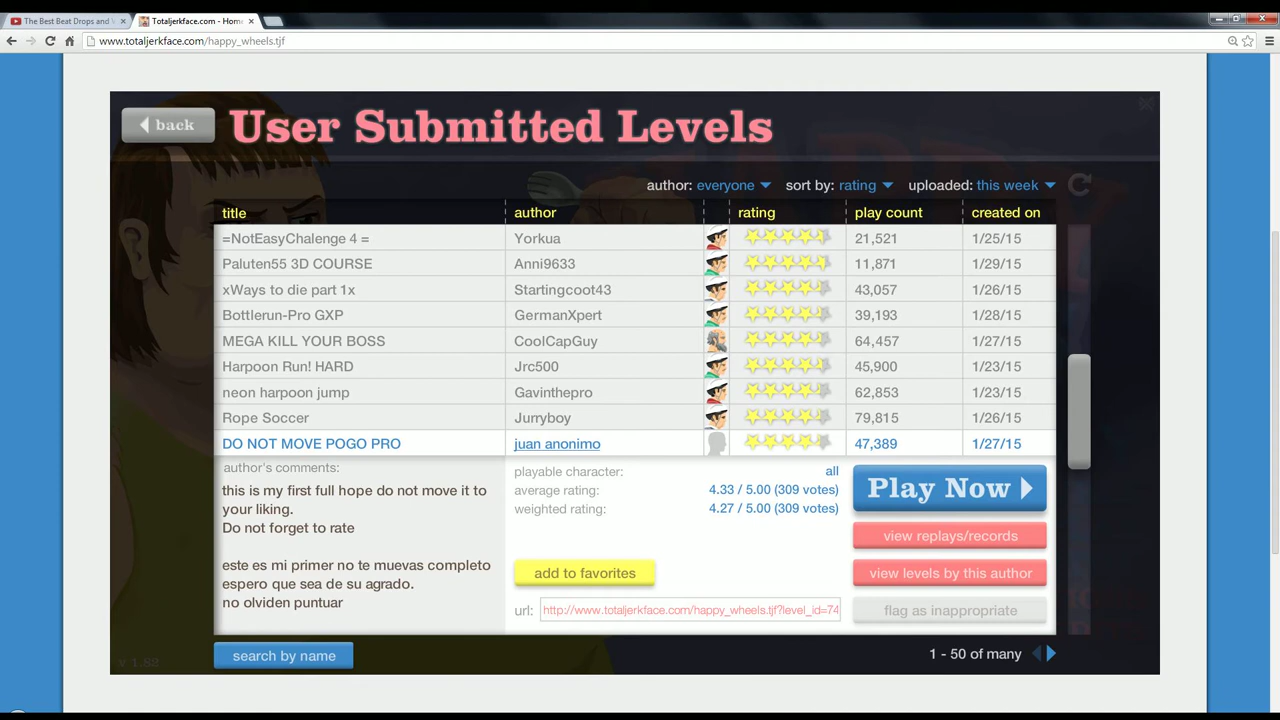 The Best Beat Drops and
Totaljerkface.com - Hom
www.totaljerkface.com/happy_wheels.tjf
back
User Submitted Levels
author: everyone sort by: rating uploaded: this week
title author rating play count created on
=NotEasyChalenge 4 = Yorkua 21,521 1/25/15
Paluten55 3D COURSE Anni9633 11,871 1/29/15
xWays to die part 1x Startingcoot43 43,057 1/26/15
Bottlerun-Pro GXP GermanXpert 39,193 1/28/15
MEGA KILL YOUR BOSS CoolCapGuy 64,457 1/27/15
Harpoon Run! HARD Jrc500 45,900 1/23/15
neon harpoon jump Gavinthepro 62,853 1/23/15
Rope Soccer Jurryboy 79,815 1/26/15
DO NOT MOVE POGO PRO juan anonimo 47,389 1/27/15
author's comments:
this is my first full hope do not move it to
your liking.
Do not forget to rate
este es mi primer no te muevas completo
espero que sea de su agrado.
no olviden puntuar
playable character: all
average rating: 4.33 / 5.00 (309 votes)
weighted rating: 4.27 / 5.00 (309 votes)
add to favorites
url: http://www.totaljerkface.com/happy_wheels.tjf?level_id=74
Play Now
view replays/records
view levels by this author
flag as inappropriate
search by name
1 - 50 of many
v 1.82